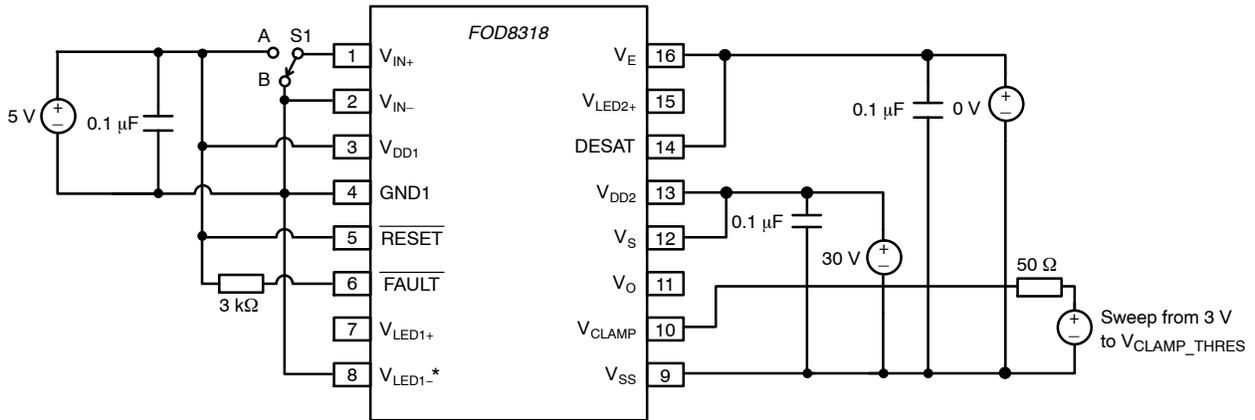 FOD8318
A S1
B
5 V
+
−
0.1 µF
3 kΩ
1 V_IN+
2 V_IN−
3 V_DD1
4 GND1
5 RESET
6 FAULT
7 V_LED1+
8 V_LED1−*
V_E 16
V_LED2+ 15
DESAT 14
V_DD2 13
V_S 12
V_O 11
V_CLAMP 10
V_SS 9
0.1 µF
0 V
+
−
0.1 µF
30 V
+
−
50 Ω
+
−
Sweep from 3 V
to V_CLAMP_THRES